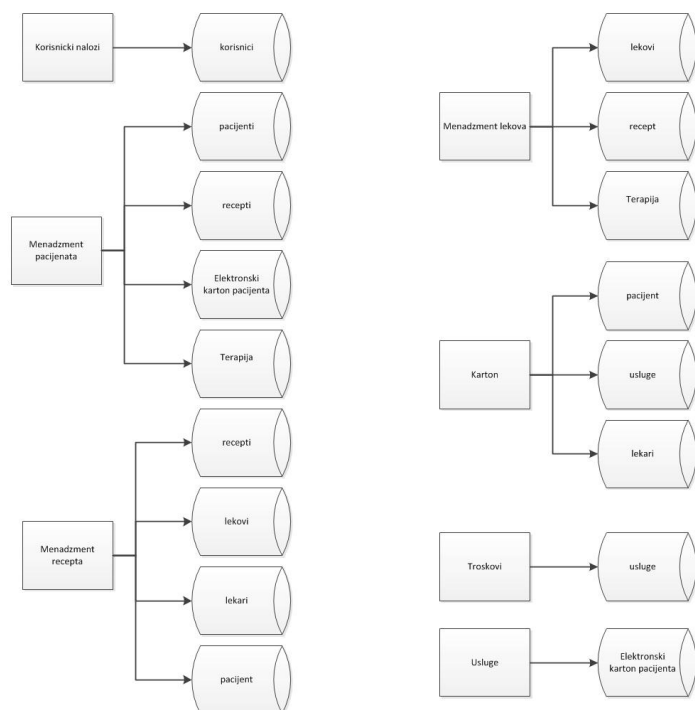 Korisnicki nalozi
korisnici
pacijenti
recepti
Menadzment
pacijenata
Elektronski
karton pacijenta
Terapija
recepti
lekovi
Menadzment
recepta
lekari
pacijent
lekovi
Menadzment lekova
recept
Terapija
pacijent
Karton
usluge
lekari
Troskovi
usluge
Usluge
Elektronski
karton pacijenta